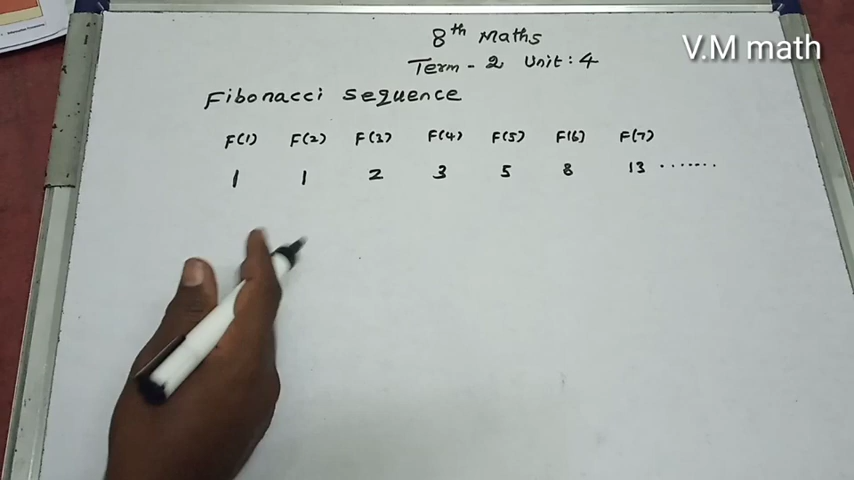 8th Maths
V.M math
Term - 2 Unit : 4
Fibonacci sequence
F(1) F(2) F(3) F(4) F(5) F(6) F(7)
1 1 2 3 5 8 13 .......